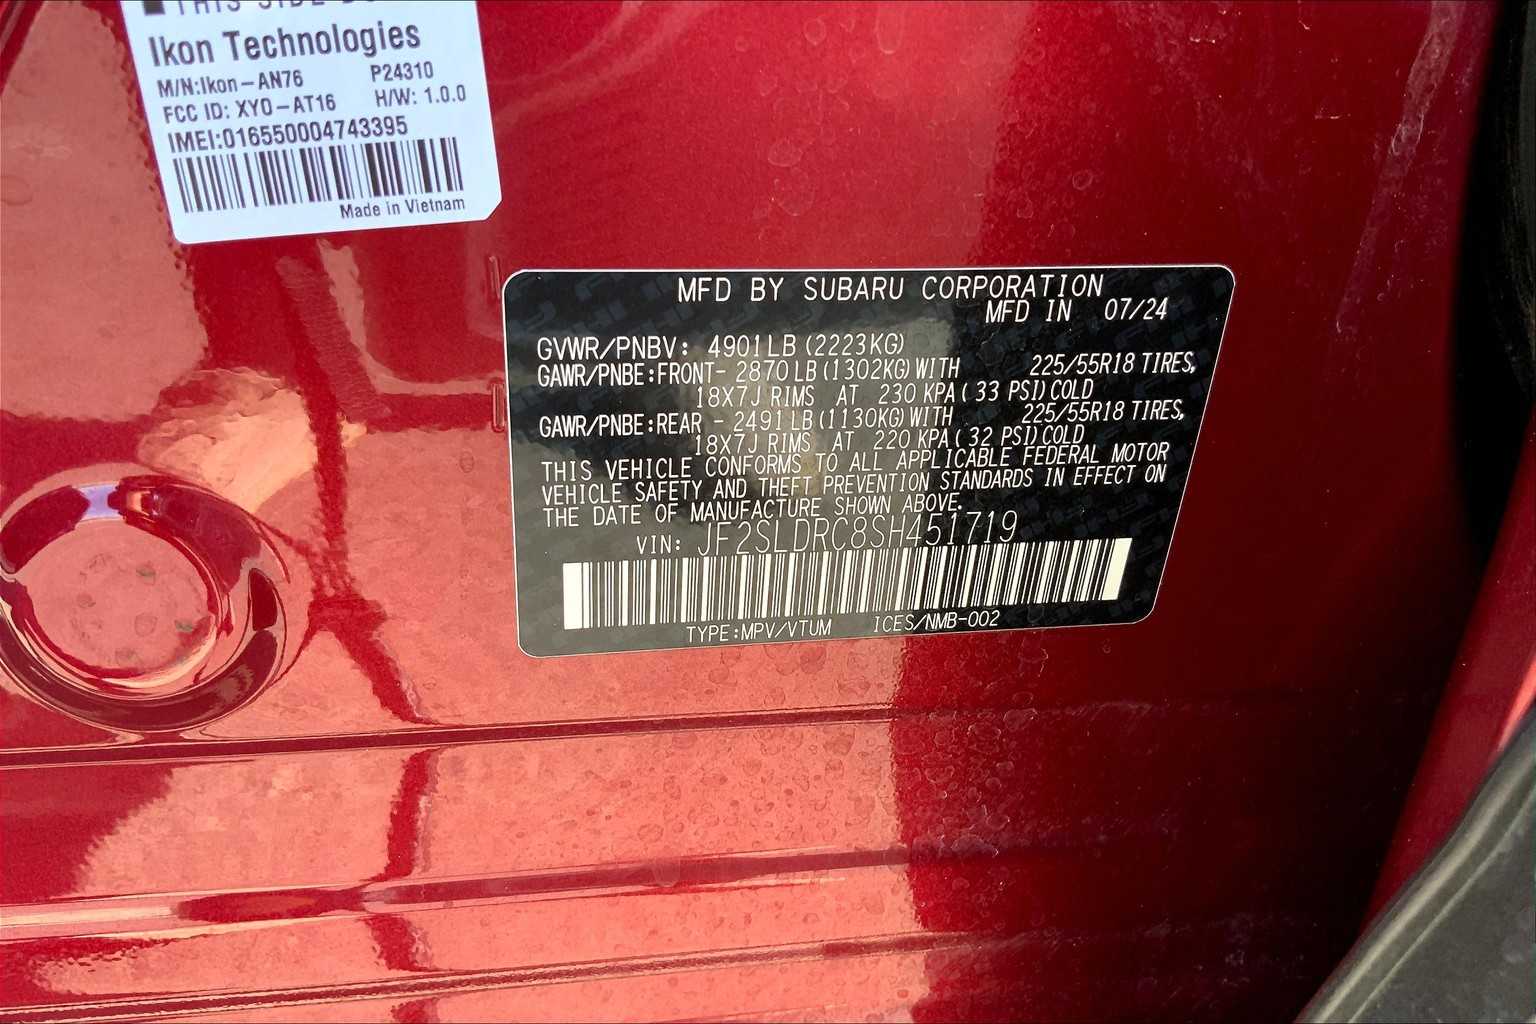 THIS SIDE
Ikon Technologies
M/N:Ikon-AN76 P24310
FCC ID: XYO-AT16 H/W: 1.0.0
IMEI:016550004743395
Made in Vietnam
MFD BY SUBARU CORPORATION
MFD IN 07/24
GVWR/PNBV: 4901LB (2223KG)
GAWR/PNBE:FRONT- 2870 LB (1302KG) WITH 225/55R18 TIRES,
18X7J RIMS AT 230 KPA ( 33 PSI) COLD
GAWR/PNBE:REAR - 2491 LB (1130KG) WITH 225/55R18 TIRES,
18X7J RIMS AT 220 KPA ( 32 PSI) COLD
THIS VEHICLE CONFORMS TO ALL APPLICABLE FEDERAL MOTOR
VEHICLE SAFETY AND THEFT PREVENTION STANDARDS IN EFFECT ON
THE DATE OF MANUFACTURE SHOWN ABOVE.
VIN: JF2SLDRC8SH451719
TYPE:MPV/VTUM ICES/NMB-002